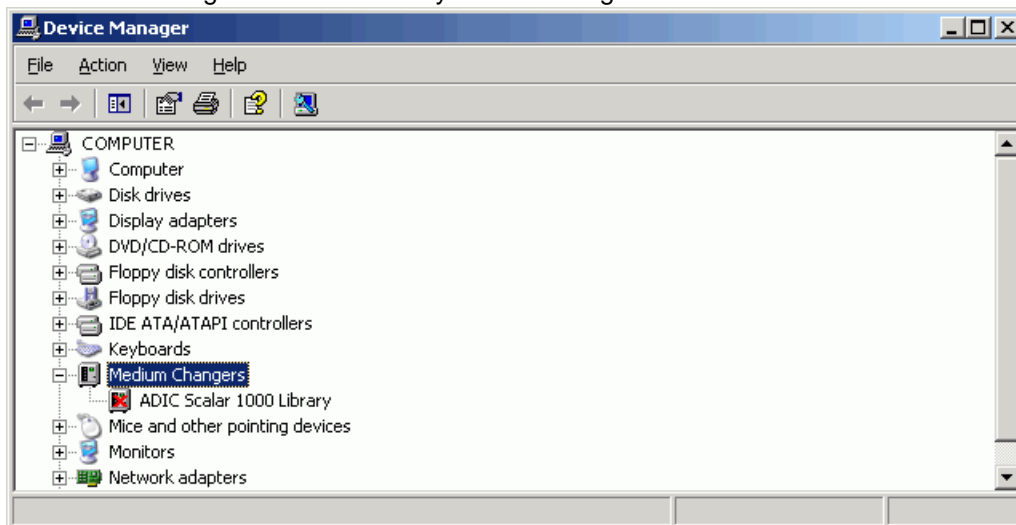 Device Manager
File Action View Help
COMPUTER
Computer
Disk drives
Display adapters
DVD/CD-ROM drives
Floppy disk controllers
Floppy disk drives
IDE ATA/ATAPI controllers
Keyboards
Medium Changers
ADIC Scalar 1000 Library
Mice and other pointing devices
Monitors
Network adapters